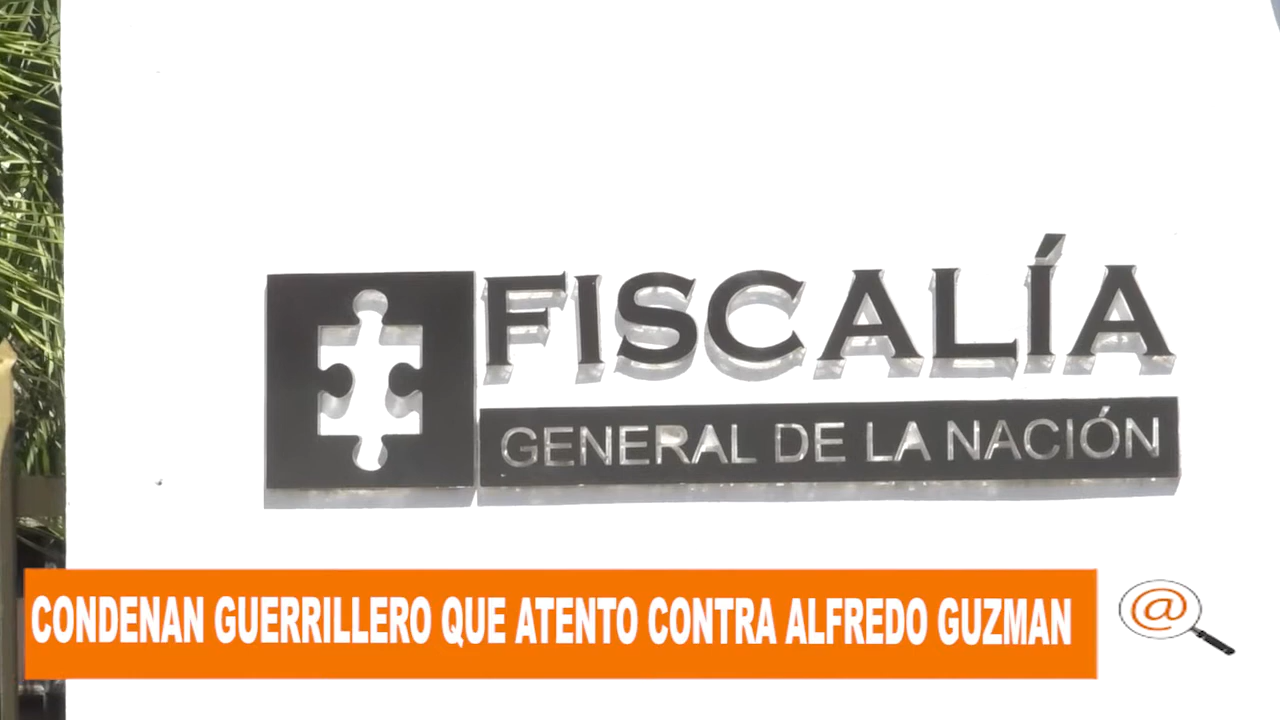 FISCALÍA
GENERAL DE LA NACIÓN
CONDENAN GUERRILLERO QUE ATENTO CONTRA ALFREDO GUZMAN
@